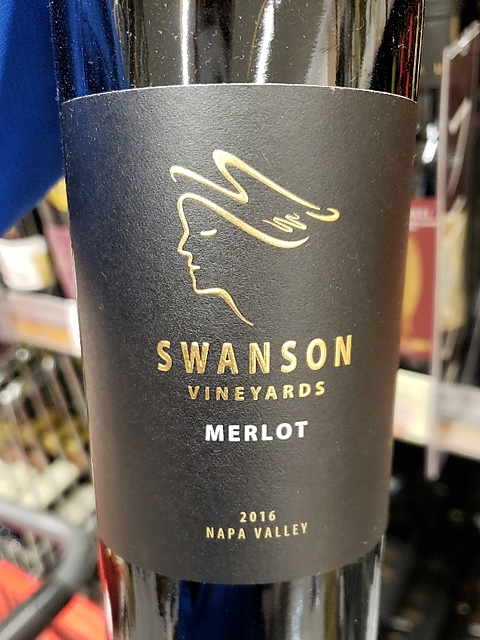 SWANSON
VINEYARDS
MERLOT
2016
NAPA VALLEY